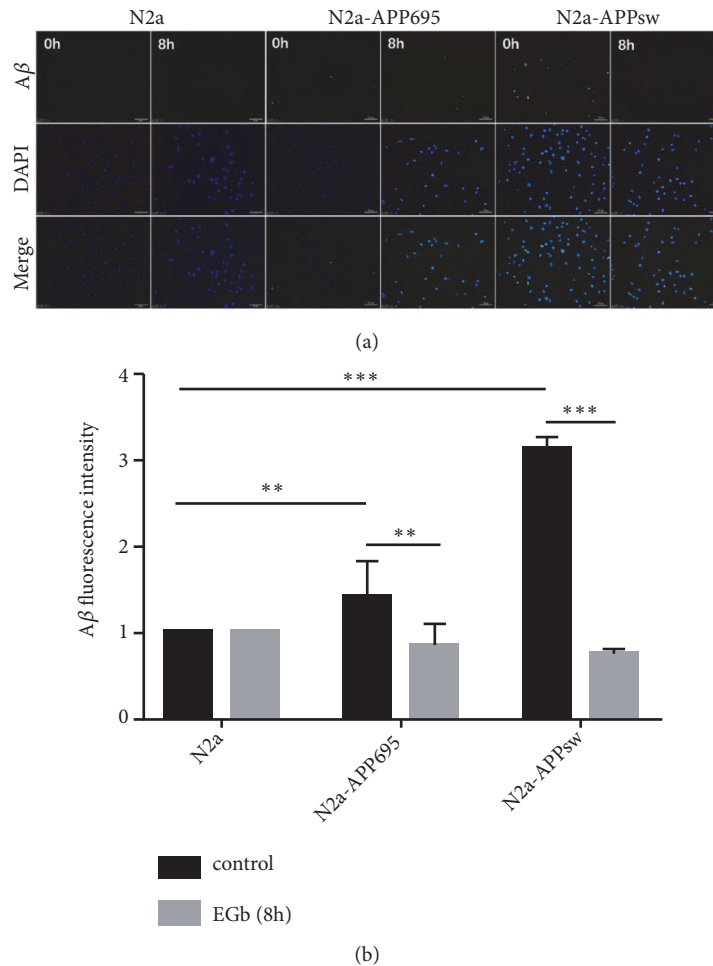 N2a N2a-APP695 N2a-APPsw
Aβ 0h 8h 0h 8h 0h 8h
DAPI
Merge
(a)
4
***
***
3
**
**
2
1
0
Aβ fluorescence intensity
N2a
N2a-APP695
N2a-APPsw
control
EGb (8h)
(b)